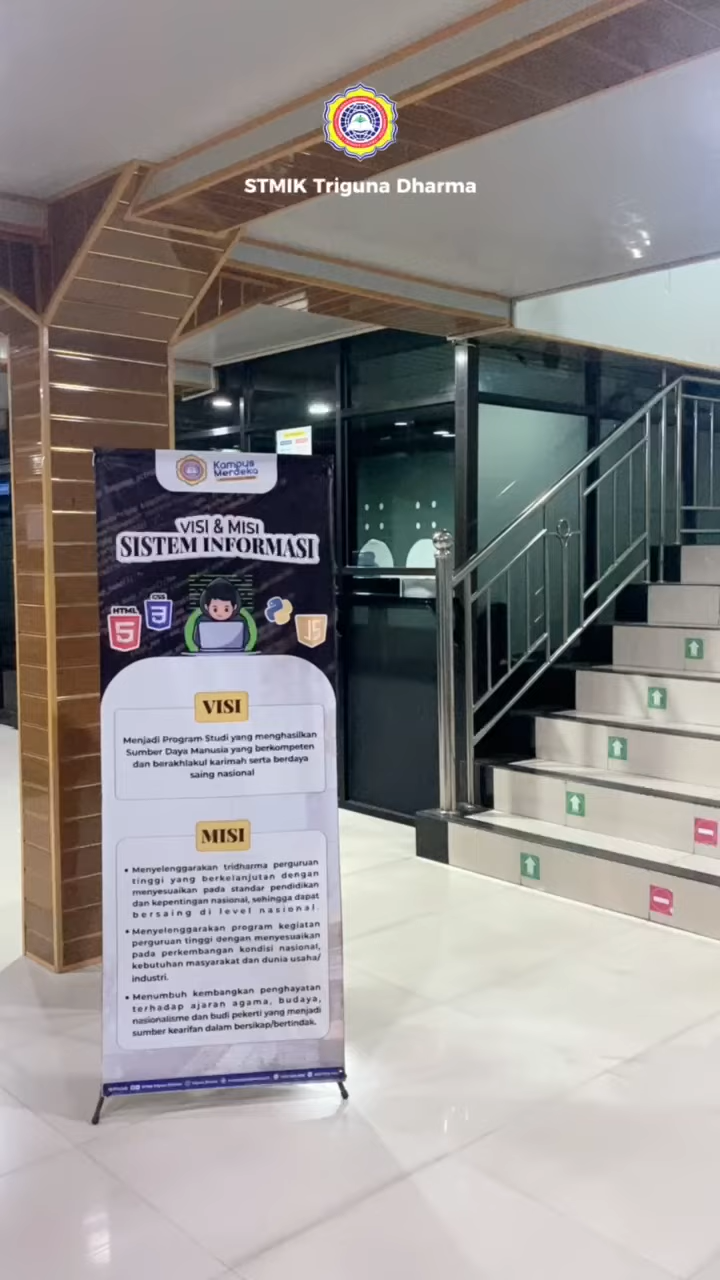 STMIK Triguna Dharma
Kampus
Merdeka
VISI & MISI
SISTEM INFORMASI
HTML
5
CSS
3
JS
VISI
Menjadi Program Studi yang menghasilkan
Sumber Daya Manusia yang berkompeten
dan berakhlakul karimah serta berdaya
saing nasional
MISI
• Menyelenggarakan tridharma perguruan
tinggi yang berkelanjutan dengan
menyesuaikan pada standar pendidikan
dan kepentingan nasional, sehingga dapat
bersaing di level nasional.
• Menyelenggarakan program kegiatan
perguruan tinggi dengan menyesuaikan
pada perkembangan kondisi nasional,
kebutuhan masyarakat dan dunia usaha/
industri.
• Menumbuh kembangkan penghayatan
terhadap ajaran agama, budaya,
nasionalisme dan budi pekerti yang menjadi
sumber kearifan dalam bersikap/bertindak.